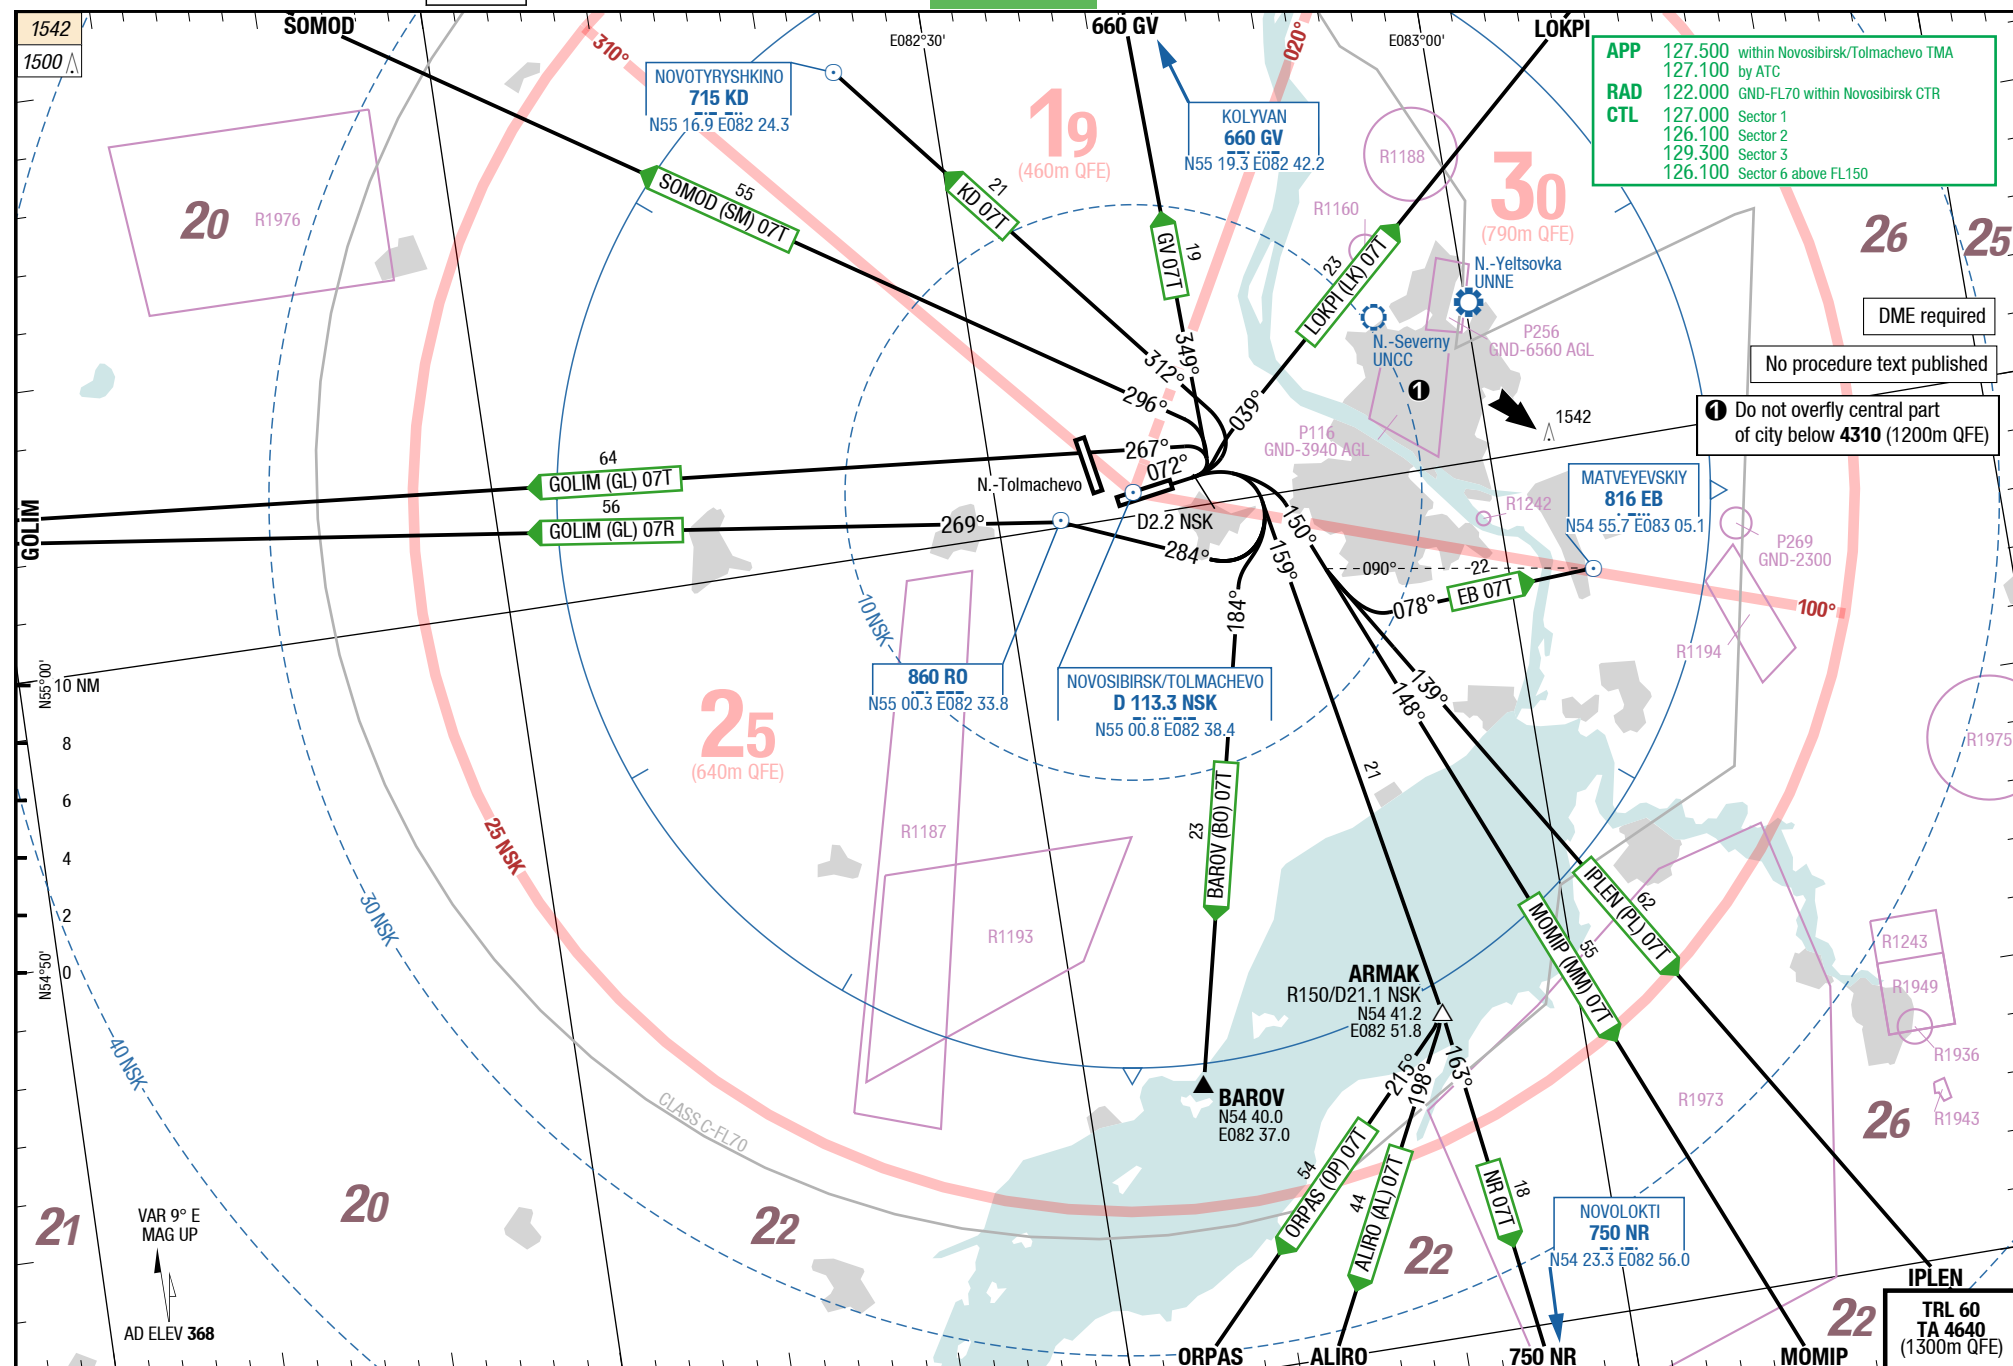 1542
1500
SOMOD
660 GV
LOKPI
E082°30'
E083°00'
310°
020°
NOVOTYRYSHKINO
715 KD
N55 16.9 E082 24.3
KOLYVAN
660 GV
N55 19.3 E082 42.2
APP 127.500 within Novosibirsk/Tolmachevo TMA
127.100 by ATC
RAD 122.000 GND-FL70 within Novosibirsk CTR
CTL 127.000 Sector 1
126.100 Sector 2
129.300 Sector 3
126.100 Sector 6 above FL150
19
(460m QFE)
30
(790m QFE)
20
R1976
R1188
R1160
26
25
55
SOMOD (SM) 07T
21
KD 07T
19
GV 07T
23
LOKPI (LK) 07T
N.-Yeltsovka
UNNE
N.-Severny
UNCC
P256
GND-6560 AGL
DME required
No procedure text published
1 Do not overfly central part
of city below 4310 (1200m QFE)
1
1542
349°
312°
296°
039°
267°
072°
P116
GND-3940 AGL
64
GOLIM (GL) 07T
56
GOLIM (GL) 07R
GOLIM
N.-Tolmachevo
D2.2 NSK
269°
284°
150°
159°
184°
R1242
MATVEYEVSKIY
816 EB
N54 55.7 E083 05.1
P269
GND-2300
090°
22
078°
EB 07T
100°
R1194
10 NSK
860 RO
N55 00.3 E082 33.8
NOVOSIBIRSK/TOLMACHEVO
D 113.3 NSK
N55 00.8 E082 38.4
139°
148°
N55°00'
10 NM
8
6
4
2
0
N54°50'
25
(640m QFE)
R1187
R1193
R1975
21
23
BAROV (BO) 07T
25 NSK
30 NSK
40 NSK
62
IPLEN (PL) 07T
55
MOMIP (MM) 07T
R1243
R1949
R1936
R1943
R1973
ARMAK
R150/D21.1 NSK
N54 41.2
E082 51.8
215°
198°
163°
BAROV
N54 40.0
E082 37.0
CLASS C-FL70
26
54
ORPAS (OP) 07T
44
ALIRO (AL) 07T
18
NR 07T
NOVOLOKTI
750 NR
N54 23.3 E082 56.0
21
20
22
22
22
VAR 9° E
MAG UP
AD ELEV 368
IPLEN
TRL 60
TA 4640
(1300m QFE)
ORPAS
ALIRO
750 NR
MOMIP